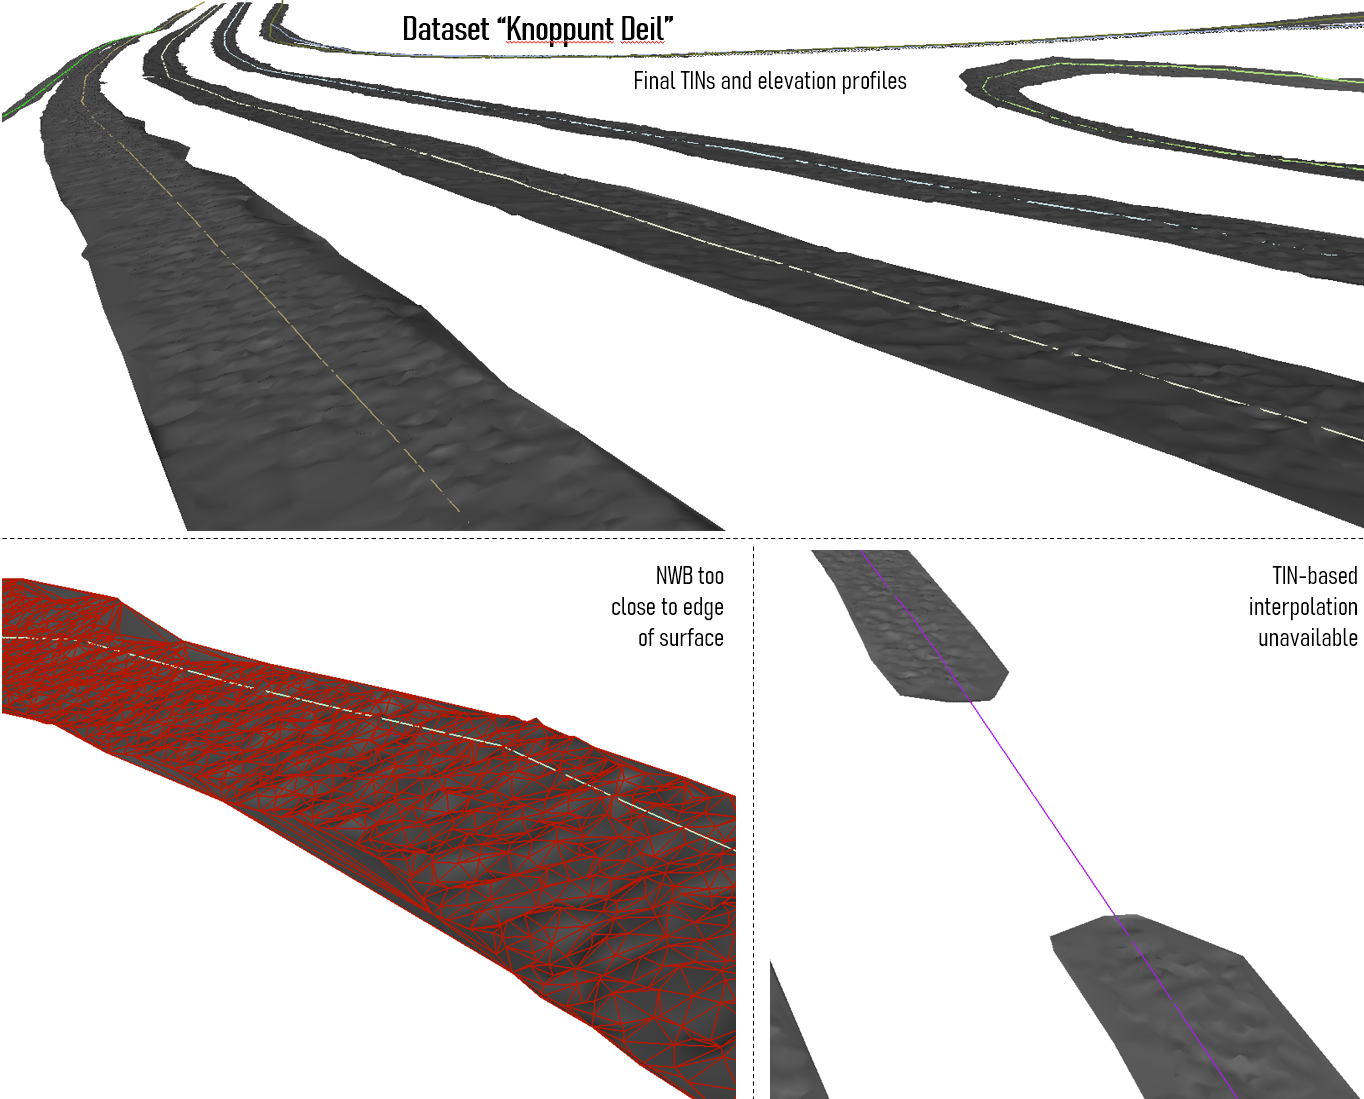 Dataset “Knoppunt Deil”
Final TINs and elevation profiles
NWB too
close to edge
of surface
TIN-based
interpolation
unavailable